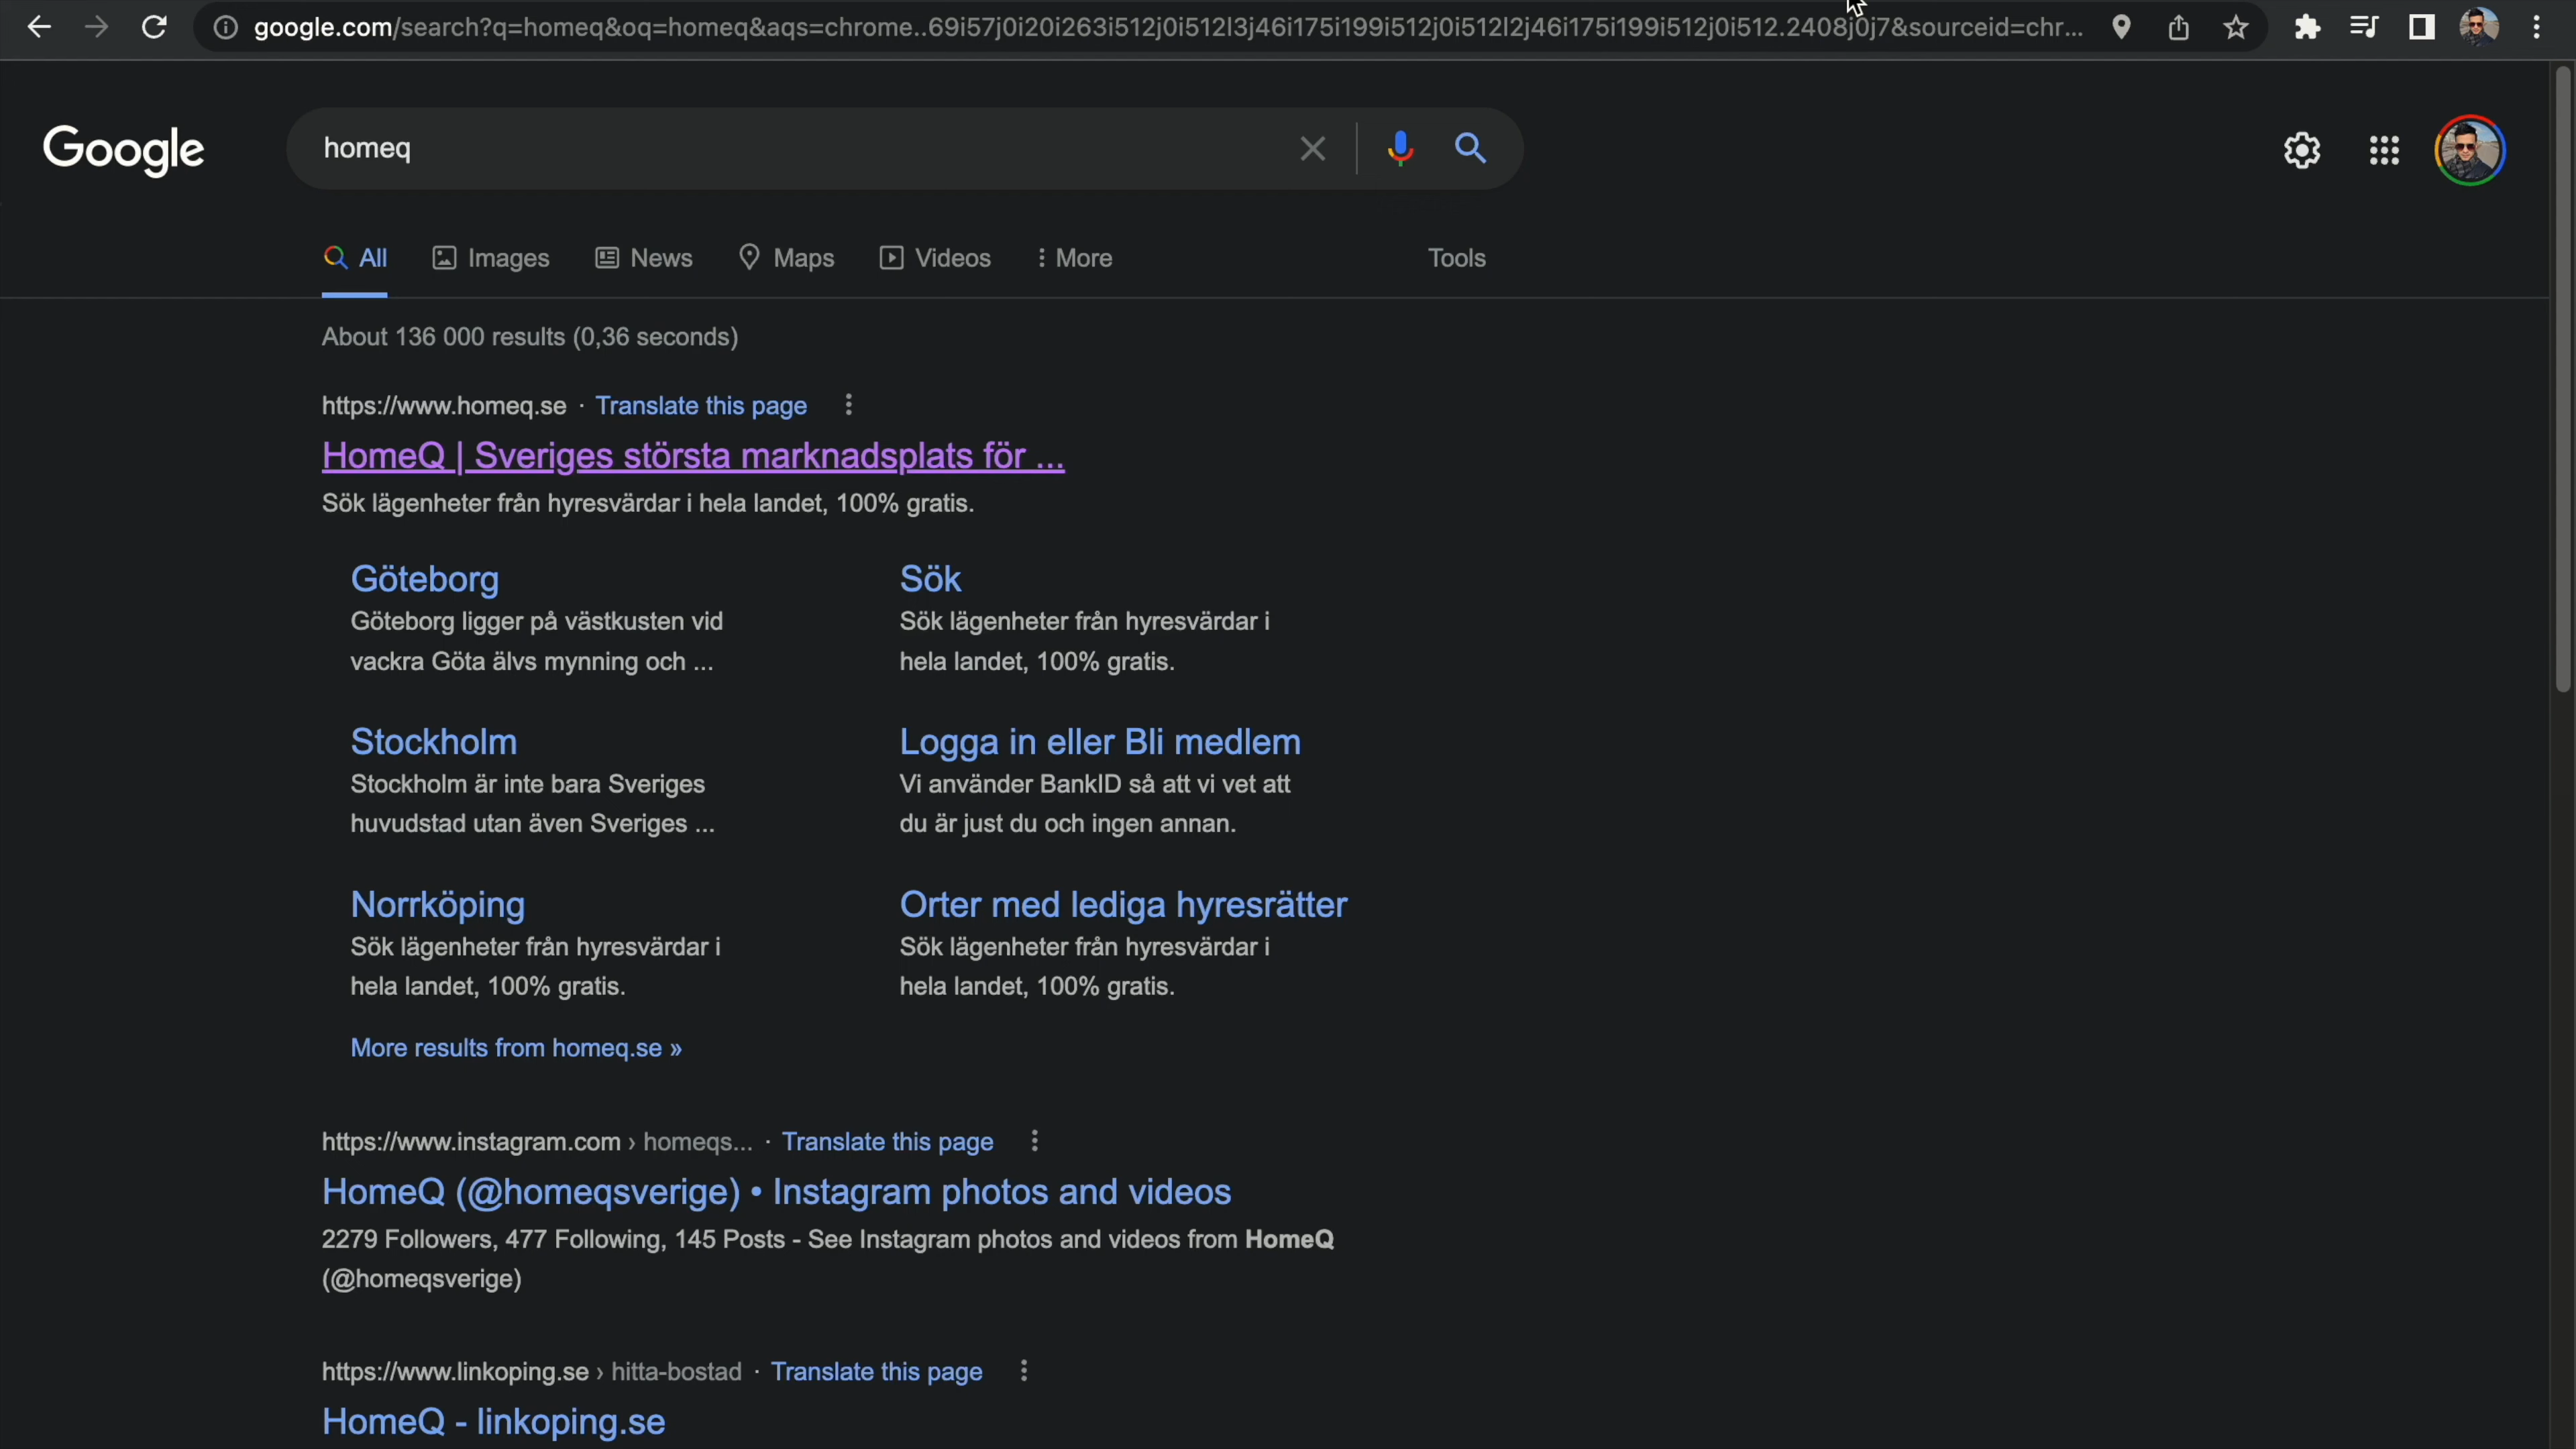 google.com/search?q=homeq&oq=homeq&aqs=chrome..69i57j0i20i263i512j0i512l3j46i175i199i512j0i512l2j46i175i199i512j0i512.2408j0j7&sourceid=chr...
Google
homeq
All Images News Maps Videos More Tools
About 136 000 results (0,36 seconds)
https://www.homeq.se · Translate this page
HomeQ | Sveriges största marknadsplats för ...
Sök lägenheter från hyresvärdar i hela landet, 100% gratis.
Göteborg
Göteborg ligger på västkusten vid
vackra Göta älvs mynning och ...
Sök
Sök lägenheter från hyresvärdar i
hela landet, 100% gratis.
Stockholm
Stockholm är inte bara Sveriges
huvudstad utan även Sveriges ...
Logga in eller Bli medlem
Vi använder BankID så att vi vet att
du är just du och ingen annan.
Norrköping
Sök lägenheter från hyresvärdar i
hela landet, 100% gratis.
Orter med lediga hyresrätter
Sök lägenheter från hyresvärdar i
hela landet, 100% gratis.
More results from homeq.se »
https://www.instagram.com › homeqs... · Translate this page
HomeQ (@homeqsverige) • Instagram photos and videos
2279 Followers, 477 Following, 145 Posts - See Instagram photos and videos from HomeQ
(@homeqsverige)
https://www.linkoping.se › hitta-bostad · Translate this page
HomeQ - linkoping.se